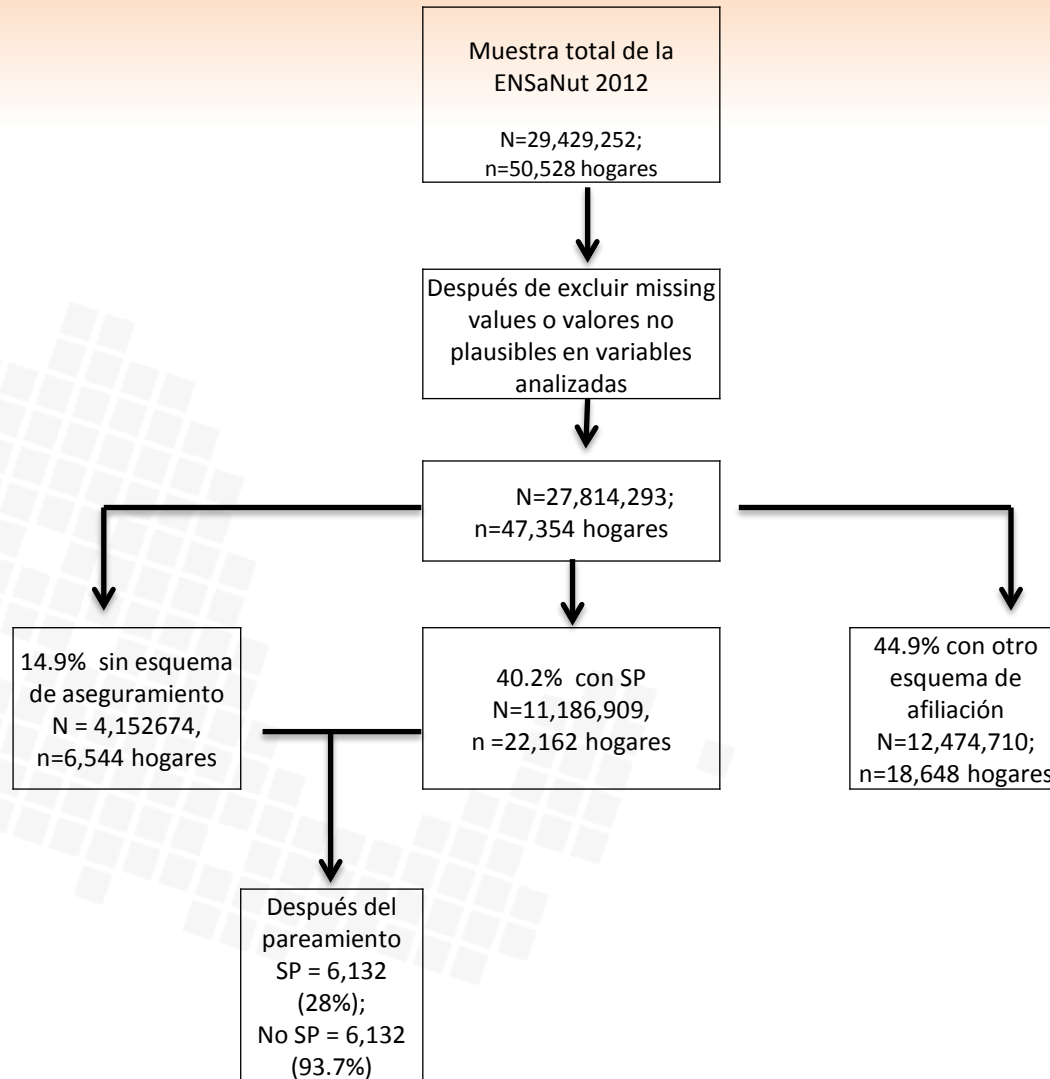 Muestra total de la
ENSaNut 2012
N=29,429,252;
n=50,528 hogares
Después de excluir missing
values o valores no
plausibles en variables
analizadas
N=27,814,293;
n=47,354 hogares
14.9%  sin esquema
de aseguramiento
N = 4,152674,
n=6,544 hogares
40.2%  con SP
N=11,186,909,
n =22,162 hogares
44.9% con otro
esquema de
afiliación
N=12,474,710;
n=18,648 hogares
Después del
pareamiento
SP = 6,132
(28%);
No SP = 6,132
(93.7%)